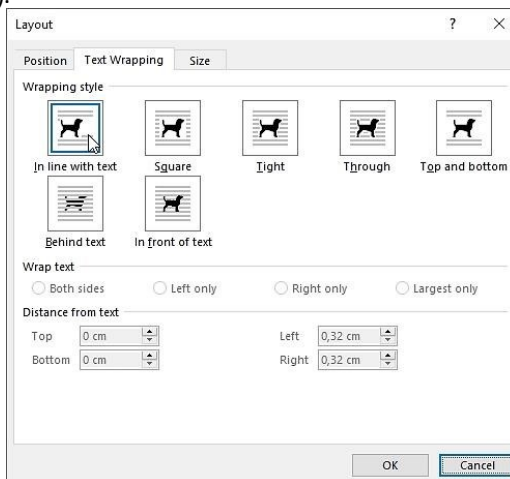 y.
Layout ? ×
Position Text Wrapping Size
Wrapping style
In line with text Square Tight Through Top and bottom
Behind text In front of text
Wrap text
Both sides Left only Right only Largest only
Distance from text
Top 0 cm Left 0,32 cm
Bottom 0 cm Right 0,32 cm
OK Cancel